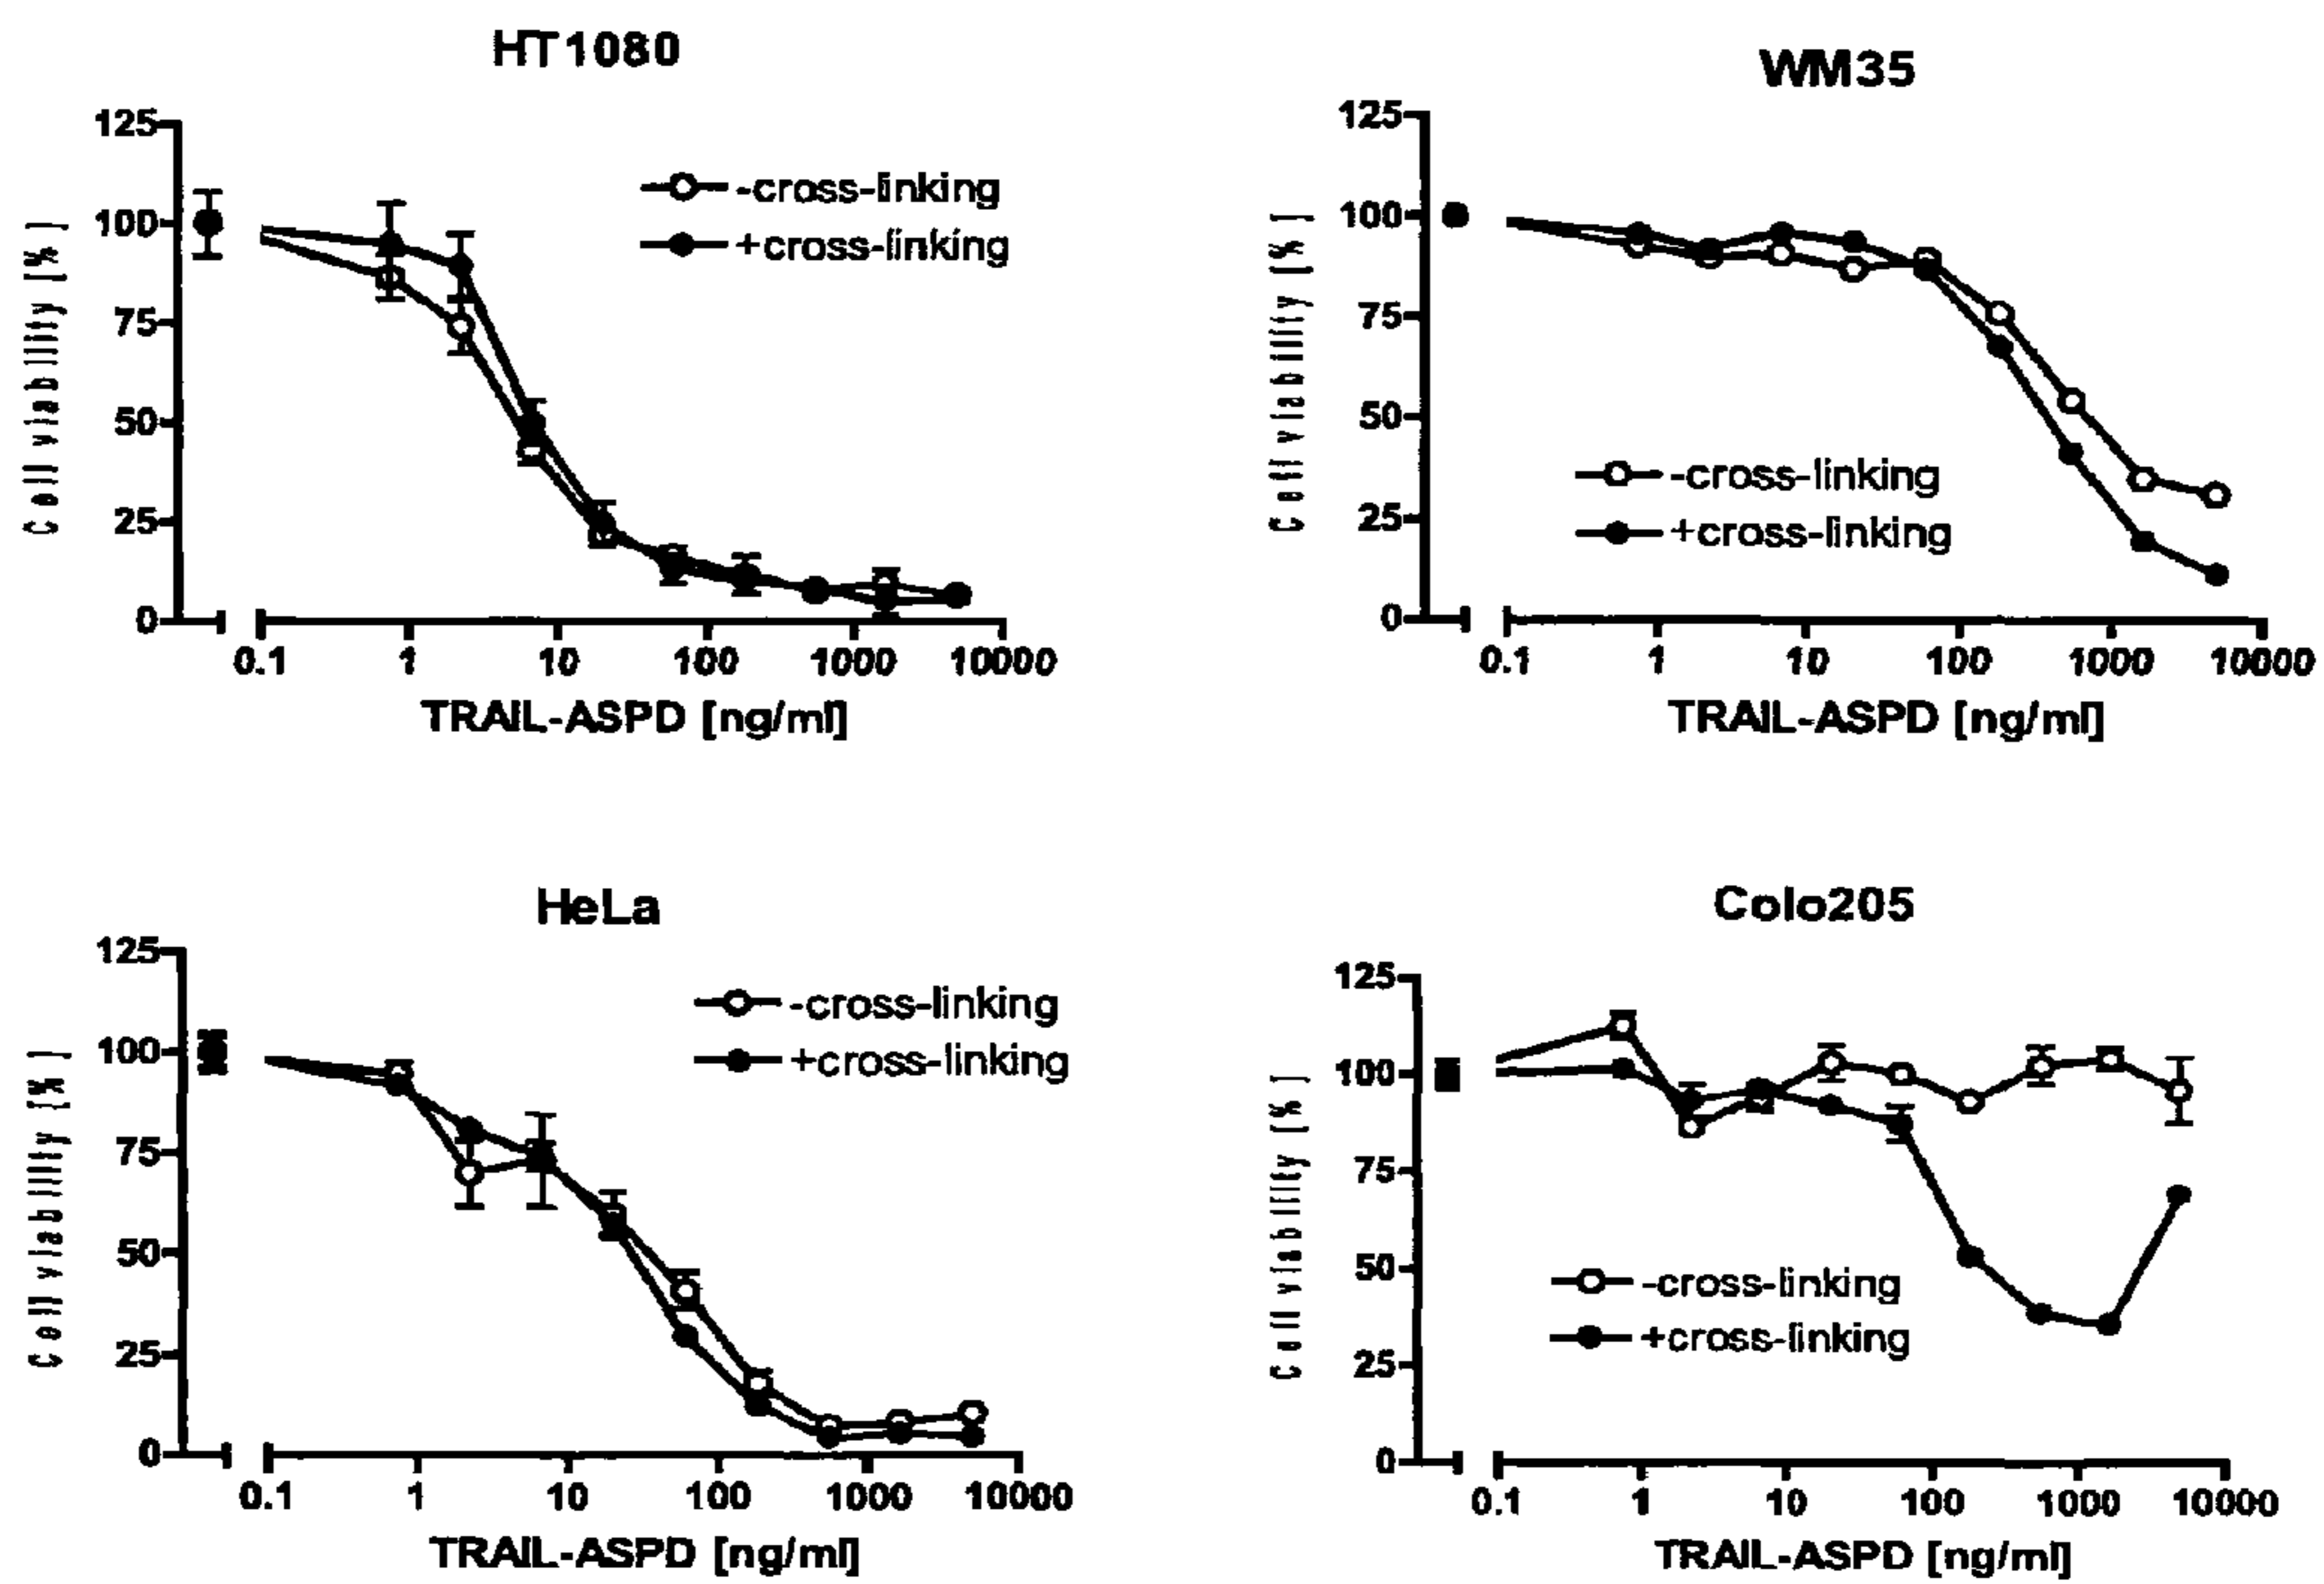 HT1080
125
100
75
50
25
0
Cell viability [%]
-cross-linking
+cross-linking
0.1 1 10 100 1000 10000
TRAIL-ASPD [ng/ml]
WM35
125
100
75
50
25
0
Cell viability [%]
-cross-linking
+cross-linking
0.1 1 10 100 1000 10000
TRAIL-ASPD [ng/ml]
HeLa
125
100
75
50
25
0
Cell viability [%]
-cross-linking
+cross-linking
0.1 1 10 100 1000 10000
TRAIL-ASPD [ng/ml]
Colo205
125
100
75
50
25
0
Cell viability [%]
-cross-linking
+cross-linking
0.1 1 10 100 1000 10000
TRAIL-ASPD [ng/ml]